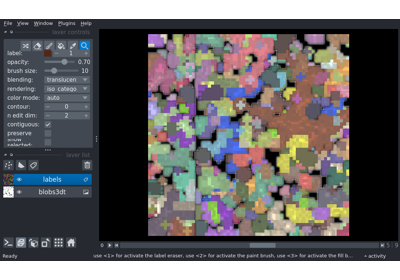 File View Window Plugins Help
layer controls
label: 1
opacity: 0.70
brush size: 10
blending: translucen
rendering: iso_catego
color mode: auto
contour: 0
n edit dim: 2
contiguous:
preserve
show
selected:
layer list
labels
blobs3dt
Ready
use <1> for activate the label eraser, use <2> for activate the paint brush, use <3> for activate the fill b...
activity